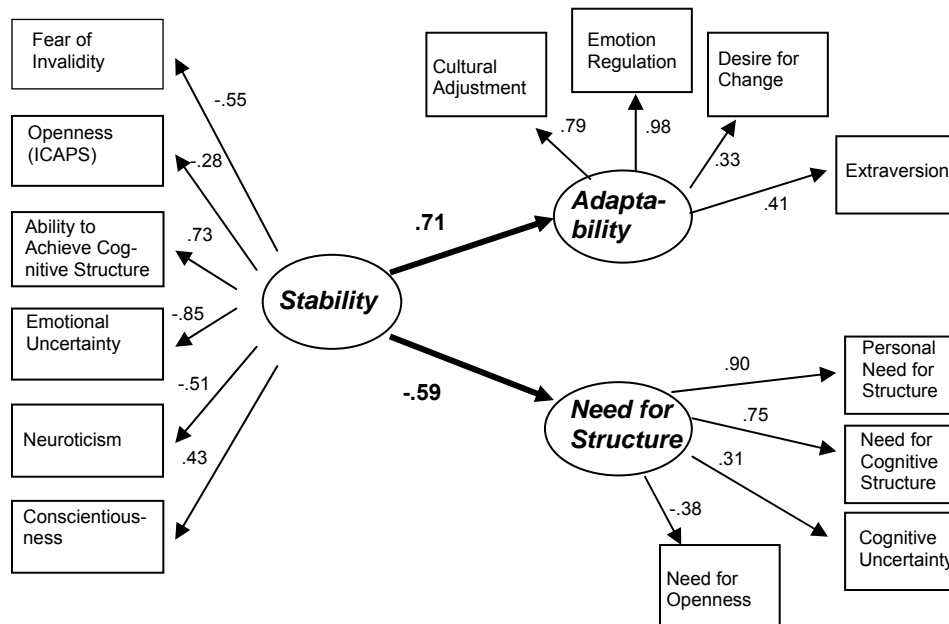 Fear of
Invalidity
-.55
Openness
(ICAPS)
-.28
Ability to
Achieve Cog-
nitive Structure
.73
Emotional
Uncertainty
-.85
Neuroticism
-.51
Conscientious-
ness
.43
Stability
.71
-.59
Adapta-
bility
Cultural
Adjustment
.79
Emotion
Regulation
.98
Desire for
Change
.33
Extraversion
.41
Need for
Structure
Personal
Need for
Structure
.90
Need for
Cognitive
Structure
.75
Cognitive
Uncertainty
.31
Need for
Openness
-.38